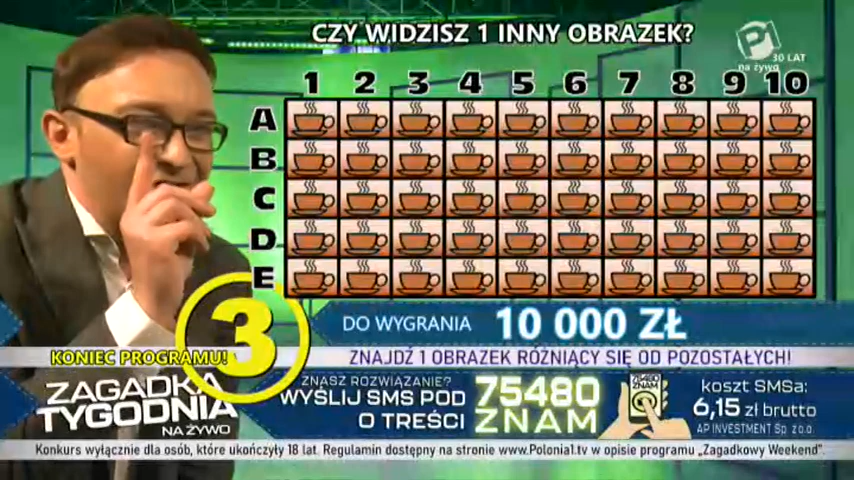 CZY WIDZISZ 1 INNY OBRAZEK?
30 LAT
na żywo
1 2 3 4 5 6 7 8 9 10
A
B
C
D
E
3
DO WYGRANIA 10 000 ZŁ
KONIEC PROGRAMU!
ZNAJDŹ 1 OBRAZEK RÓŻNIĄCY SIĘ OD POZOSTAŁYCH!
ZAGADKA
TYGODNIA
NA ŻYWO
ZNASZ ROZWIĄZANIE?
WYŚLIJ SMS POD
O TREŚCI
75480
ZNAM
75480
ZNAM
koszt SMSa:
6,15 zł brutto
AP INVESTMENT Sp. z o.o.
Konkurs wyłącznie dla osób, które ukończyły 18 lat. Regulamin dostępny na stronie www.Polonia1.tv w opisie programu „Zagadkowy Weekend".